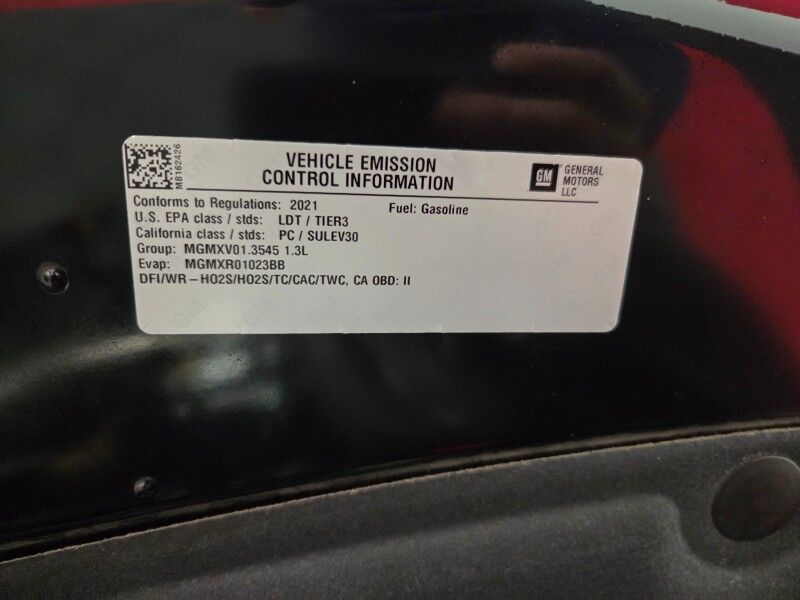 VEHICLE EMISSION
CONTROL INFORMATION
GM
GENERAL
MOTORS
LLC
MB162426
Conforms to Regulations: 2021
Fuel: Gasoline
U.S. EPA class / stds: LDT / TIER3
California class / stds: PC / SULEV30
Group: MGMXV01.3545 1.3L
Evap: MGMXR01023BB
DFI/WR – HO2S/HO2S/TC/CAC/TWC, CA OBD: II